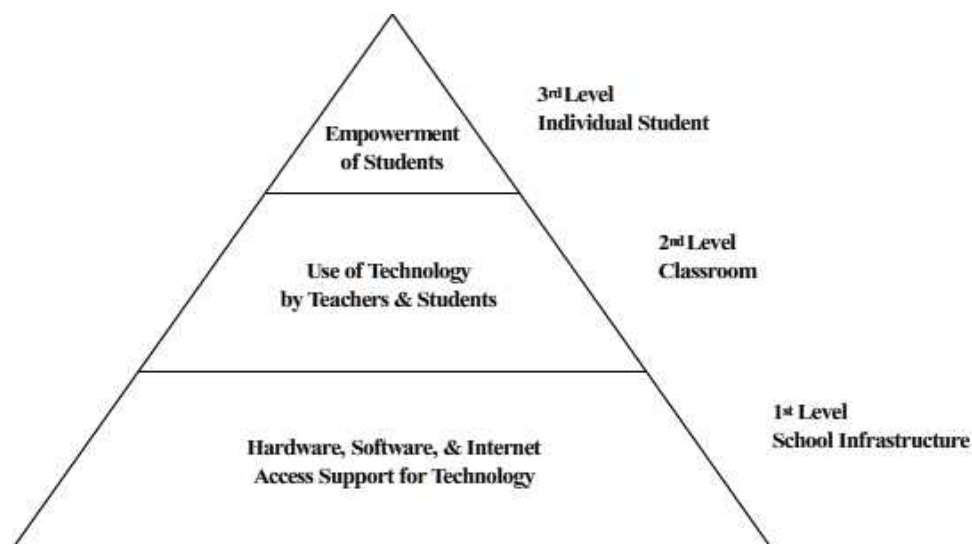 3rd Level
Individual Student
Empowerment
of Students
2nd Level
Classroom
Use of Technology
by Teachers & Students
1st Level
School Infrastructure
Hardware, Software, & Internet
Access Support for Technology